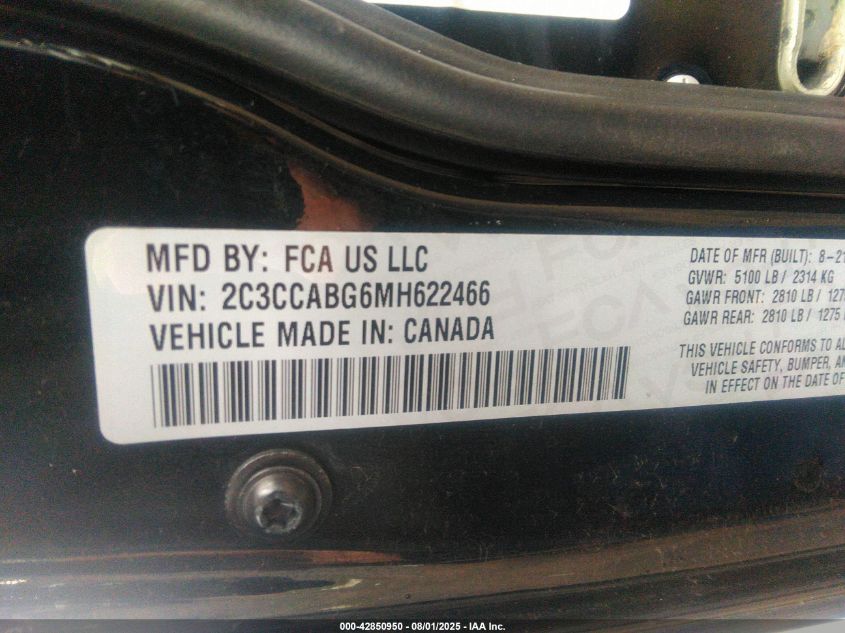 MFD BY: FCA US LLC
VIN: 2C3CCABG6MH622466
VEHICLE MADE IN: CANADA
DATE OF MFR (BUILT): 8-21
GVWR: 5100 LB / 2314 KG
GAWR FRONT: 2810 LB / 1275
GAWR REAR: 2810 LB / 1275
THIS VEHICLE CONFORMS TO
VEHICLE SAFETY, BUMPER,
IN EFFECT ON THE DATE OF
000-42850950 - 08/01/2025 - IAA Inc.